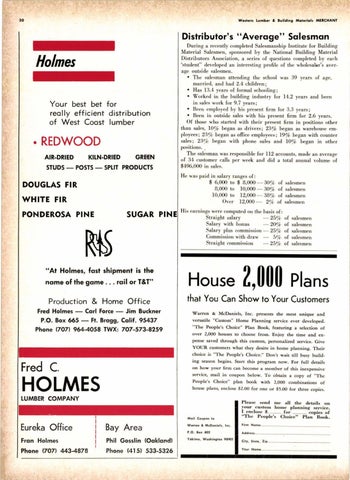 30
Western Lumber & Building Materials MERCHANT
Holmes
Your best bet for
really efficient distribution
of West Coast lumber
• REDWOOD
AIR-DRIED KILN-DRIED GREEN
STUDS — POSTS — SPLIT PRODUCTS
DOUGLAS FIR
WHITE FIR
PONDEROSA PINE SUGAR PINE
"At Holmes, fast shipment is the
name of the game . . . rail or T&T"
Production & Home Office
Fred Holmes — Carl Force — Jim Buckner
P.O. Box 665 — Ft. Bragg, Calif. 95437
Phone (707) 964-4058 TWX: 707-573-8259
Fred C.
HOLMES
LUMBER COMPANY
Eureka Office
Fran Holmes
Phone (707) 443-4878
Bay Area
Phil Gosslin (Oakland)
Phone (415) 533-5326
Distributor's "Average" Salesman
During a recently completed Salesmanship Institute for Building
Material Salesmen, sponsored by the National Building Material
Distributors Association, a series of questions completed by each
"student" developed an interesting profile of the wholesaler's aver-
age outside salesmen.
• The salesman attending the school was 39 years of age,
married, and had 2.4 children;
• Has 13.4 years of formal schooling;
• Worked in the building industry for 14.2 years and been
in sales work for 9.7 years;
• Been employed by his present firm for 5.3 years;
• Been in outside sales with his present firm for 2.6 years.
Of those who started with their present firm in positions other
than sales, 10% began as drivers; 23% began as warehouse em-
ployees; 23% began as office employees; 19% began with counter
sales; 23% began with phone sales and 10% began in other
positions.
The salesman was responsible for 112 accounts, made an average
of 34 customer calls per week and did a total annual volume of
$496,000 in sales.
He was paid in salary ranges of:
$ 6,000 to $ 8,000 — 30% of salesmen
8,000 to 10,000 — 30% of salesmen
10,000 to 12,000 — 30% of salesmen
Over 12,000 — 2% of salesmen
His earnings were computed on the basis of:
Straight salary of salesmen
Salary with bonus — 20% of salesmen
Salary plus commission — 25% of salesmen
Commission with draw — 5% of salesmen
Straight commission — 25% of salesmen
House 2,000 Plans
that You Can Show to Your Customers
Warren & McDaniels, Inc. presents the most unique and
versatile "Custom" Home Planning service ever developed.
"The People's Choice" Plan Book, featuring a selection of
over 2,000 homes to choose from. Enjoy the time and ex-
pense saved through this custom, personalized service. Give
YOUR customers what they desire in home planning. Their
choice is "The People's Choice." Don't wait till busy build-
ing season begins. Start this program now. For full details
on how your firm can become a member of this inexpensive
service, mail in coupon below. To obtain a copy of "The
People's Choice" plan book with 2,000 combinations of
house plans, enclose $2.00 for one or $5.00 for three copies.
Mail Coupon to
Warren & McDaniels, Inc.
P.O. Box
Yakima, Washington
Please send me all the details on
your custom home planning service.
I enclose $ for copies of
"The People's Choice" Plan Book.
Firm Name
Address
City, State, Zip
Your Name